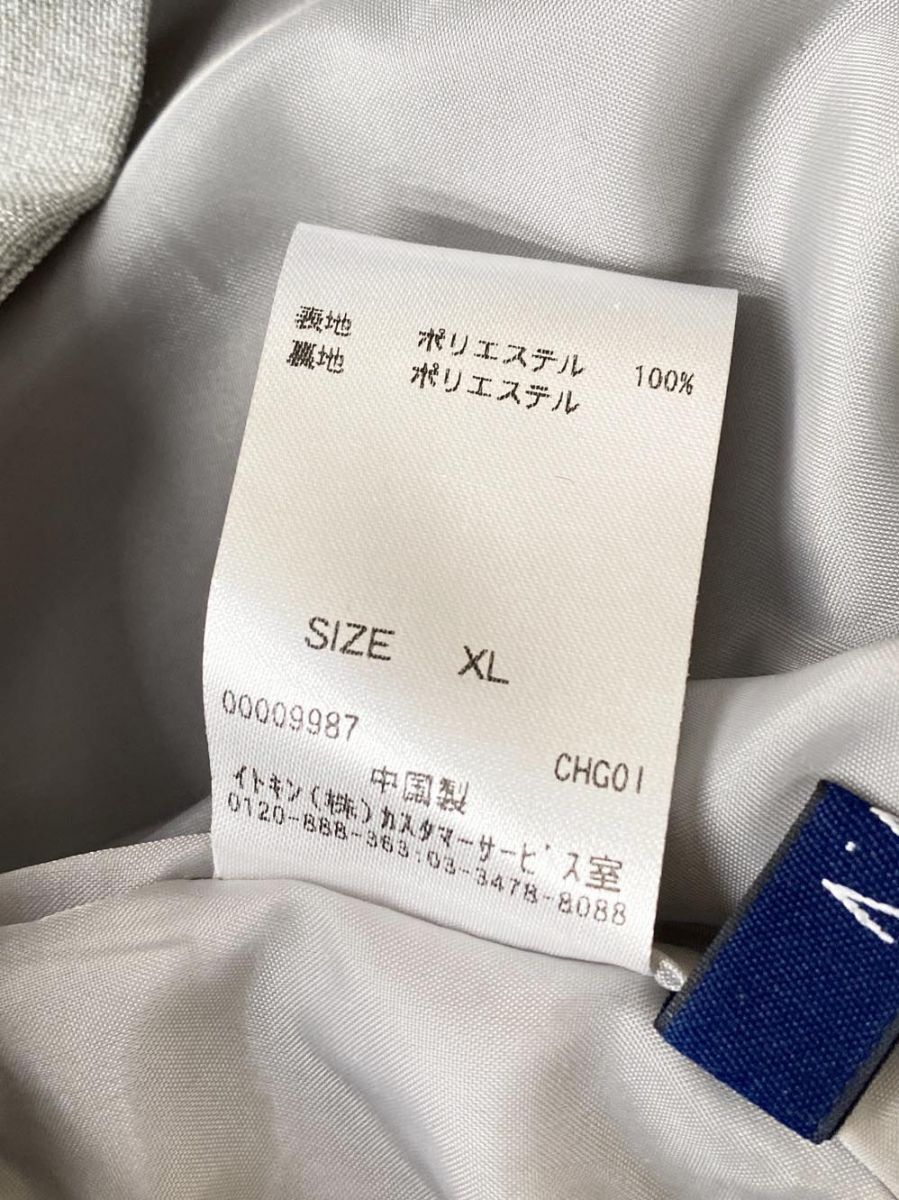 表地 ポリエステル 100%
裏地 ポリエステル
SIZE XL
00009987 CHG01
中国製
イトキン(株)カスタマーサービス室
0120-888-363:03-3478-8088